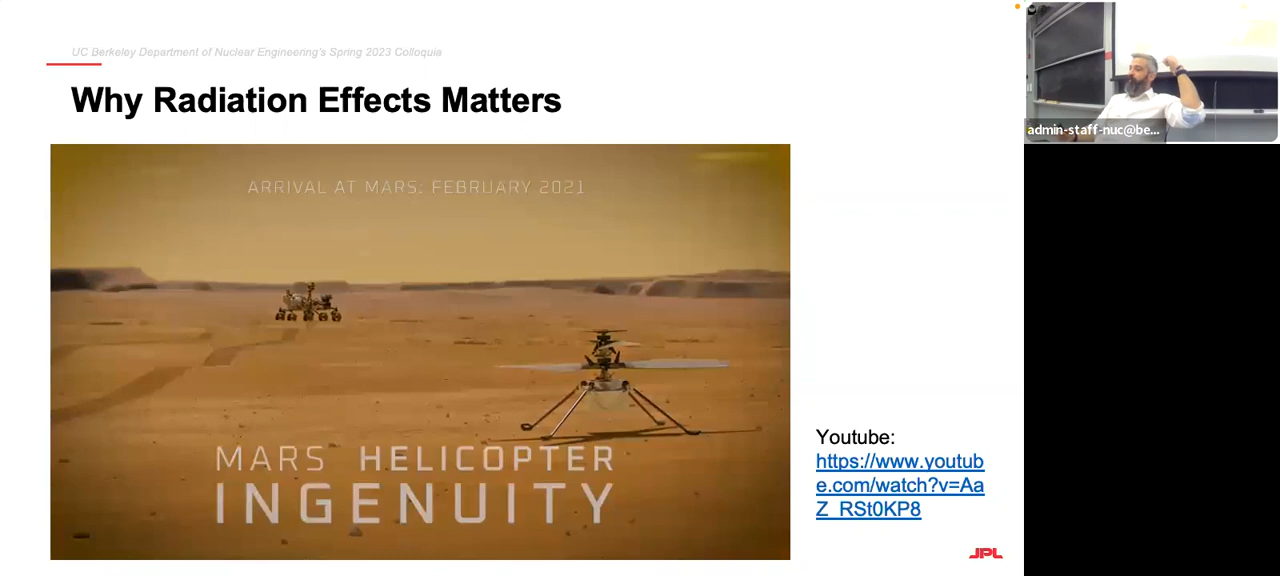 UC Berkeley Department of Nuclear Engineering's Spring 2023 Colloquia
Why Radiation Effects Matters
ARRIVAL AT MARS: FEBRUARY 2021
MARS HELICOPTER
INGENUITY
Youtube:
https://www.youtub
e.com/watch?v=Aa
Z_RSt0KP8
JPL
admin-staff-nuc@be...